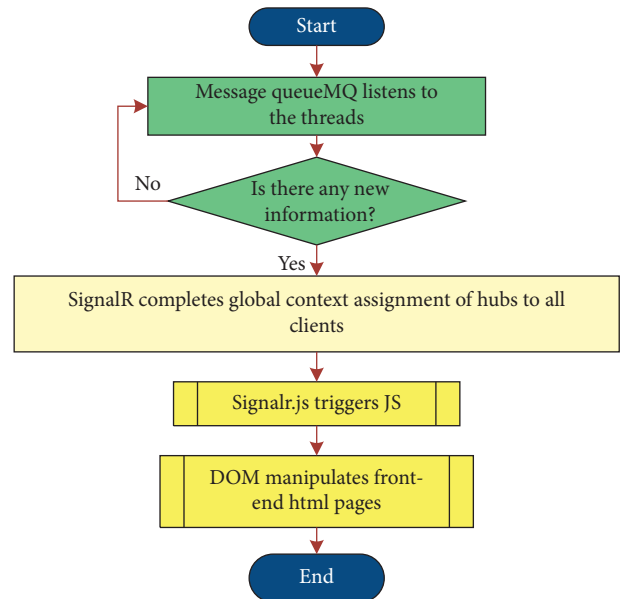 Start
Message queueMQ listens to
the threads
No
Is there any new
information?
Yes
SignalR completes global context assignment of hubs to all
clients
Signalr.js triggers JS
DOM manipulates front-
end html pages
End